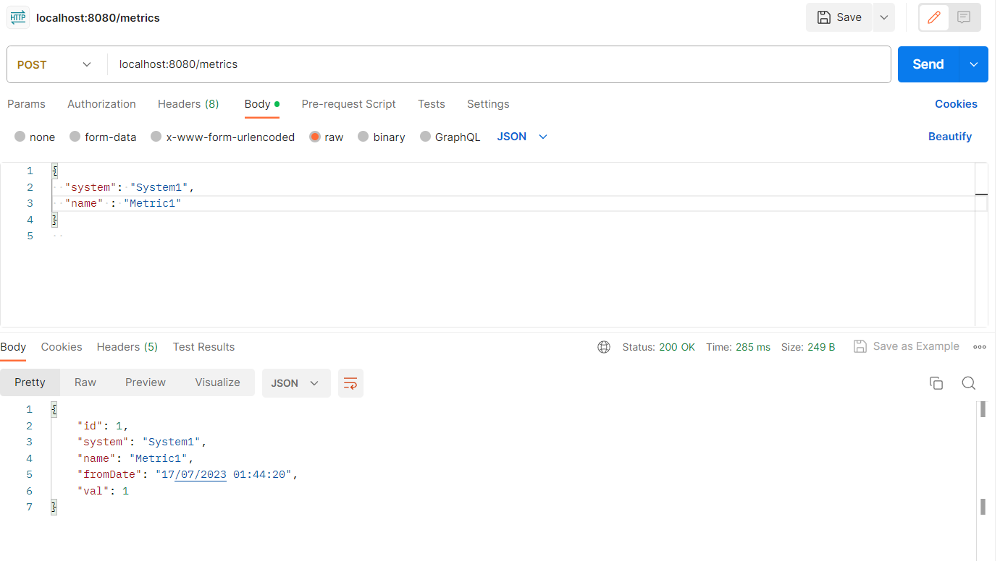 HTTP localhost:8080/metrics Save
POST localhost:8080/metrics Send
Params Authorization Headers (8) Body Pre-request Script Tests Settings Cookies
none form-data x-www-form-urlencoded raw binary GraphQL JSON Beautify
1 {
2 "system": "System1",
3 "name" : "Metric1"
4 }
5
Body Cookies Headers (5) Test Results Status: 200 OK Time: 285 ms Size: 249 B Save as Example
Pretty Raw Preview Visualize JSON
1 {
2 "id": 1,
3 "system": "System1",
4 "name": "Metric1",
5 "fromDate": "17/07/2023 01:44:20",
6 "val": 1
7 }